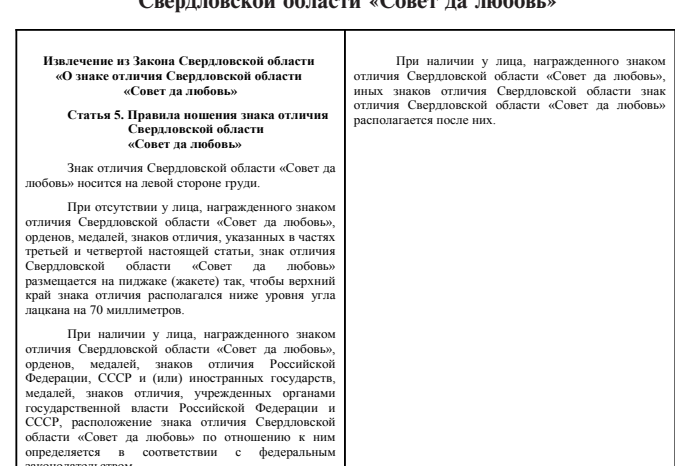 Свердловской области «Совет да любовь»
Извлечение из Закона Свердловской области
«О знаке отличия Свердловской области
«Совет да любовь»
Статья 5. Правила ношения знака отличия
Свердловской области
«Совет да любовь»
Знак отличия Свердловской области «Совет да
любовь» носится на левой стороне груди.
При отсутствии у лица, награжденного знаком
отличия Свердловской области «Совет да любовь»,
орденов, медалей, знаков отличия, указанных в частях
третьей и четвертой настоящей статьи, знак отличия
Свердловской области «Совет да любовь»
размещается на пиджаке (жакете) так, чтобы верхний
край знака отличия располагался ниже уровня угла
лацкана на 70 миллиметров.
При наличии у лица, награжденного знаком
отличия Свердловской области «Совет да любовь»,
орденов, медалей, знаков отличия Российской
Федерации, СССР и (или) иностранных государств,
медалей, знаков отличия, учрежденных органами
государственной власти Российской Федерации и
СССР, расположение знака отличия Свердловской
области «Совет да любовь» по отношению к ним
определяется в соответствии с федеральным
законодательством.
При наличии у лица, награжденного знаком
отличия Свердловской области «Совет да любовь»,
иных знаков отличия Свердловской области знак
отличия Свердловской области «Совет да любовь»
располагается после них.